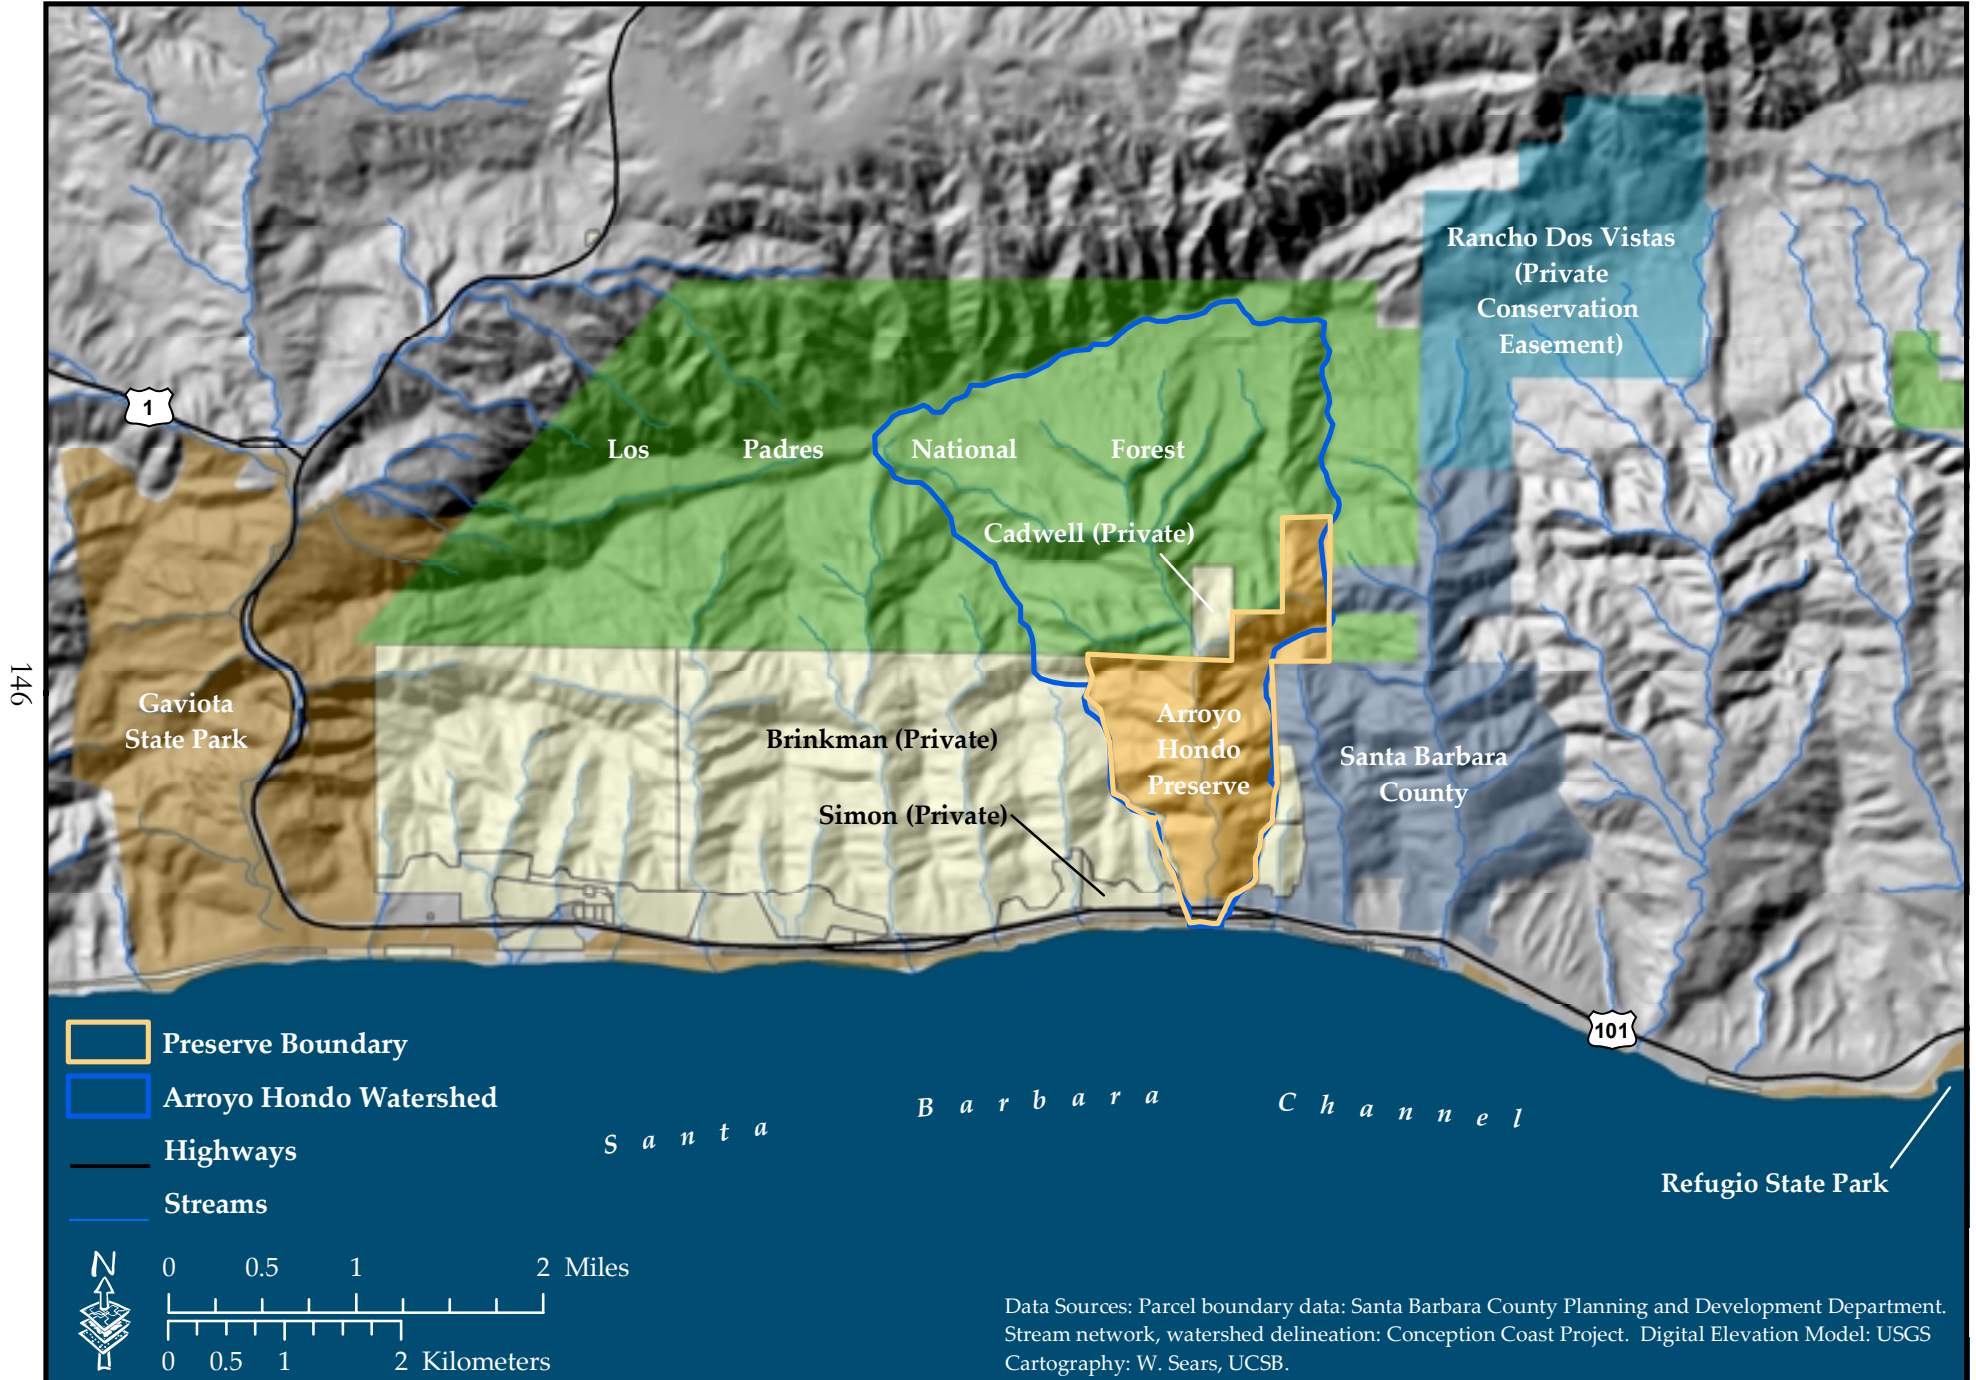 Rancho Dos Vistas
(Private
Conservation
Easement)
1
Los Padres National Forest
Cadwell (Private)
146
Gaviota
State Park
Arroyo
Hondo
Preserve
Brinkman (Private)
Santa Barbara
County
Simon (Private)
101
Preserve Boundary
Arroyo Hondo Watershed
Highways
Streams
Santa Barbara Channel
Refugio State Park
N
0 0.5 1 2 Miles
0 0.5 1 2 Kilometers
Data Sources: Parcel boundary data: Santa Barbara County Planning and Development Department.
Stream network, watershed delineation: Conception Coast Project. Digital Elevation Model: USGS
Cartography: W. Sears, UCSB.